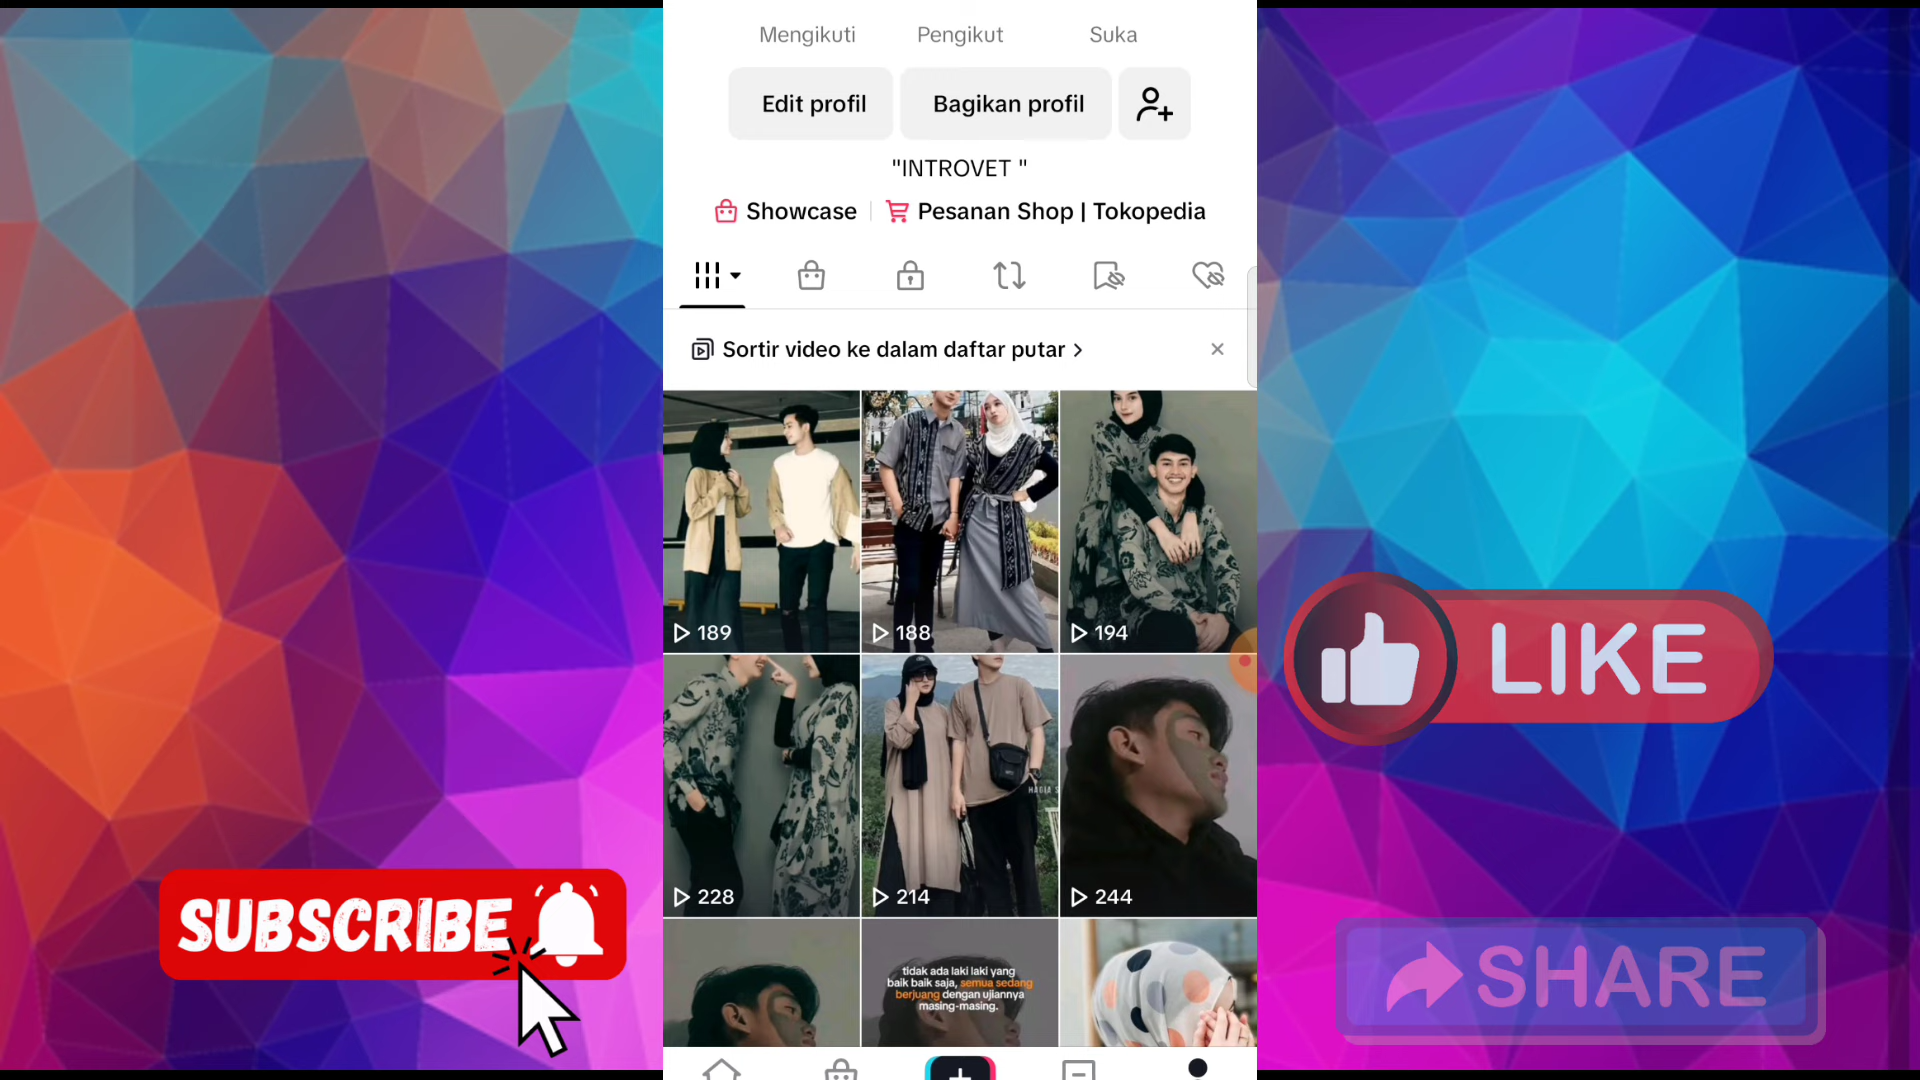 Mengikuti Pengikut Suka
Edit profil Bagikan profil
"INTROVET "
Showcase Pesanan Shop | Tokopedia
Sortir video ke dalam daftar putar
189 188 194
LIKE
228 214 244
SUBSCRIBE
SHARE
tidak ada laki laki yang
baik baik saja, semua sedang
berjuang dengan ujiannya
masing-masing.